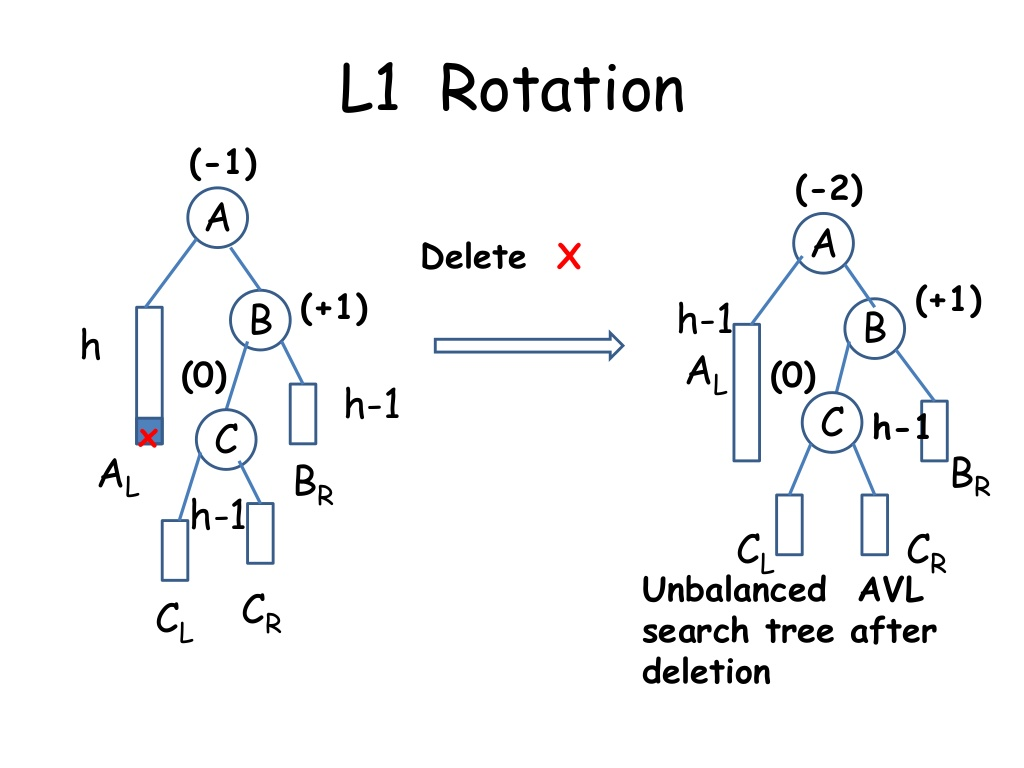 L1 Rotation
(-1)
A
h
B
(+1)
(0)
h-1
C
x
A_L
B_R
h-1
C_L
C_R
Delete X
(-2)
A
(+1)
h-1
B
A_L
(0)
C
h-1
B_R
C_L
C_R
Unbalanced AVL
search tree after
deletion